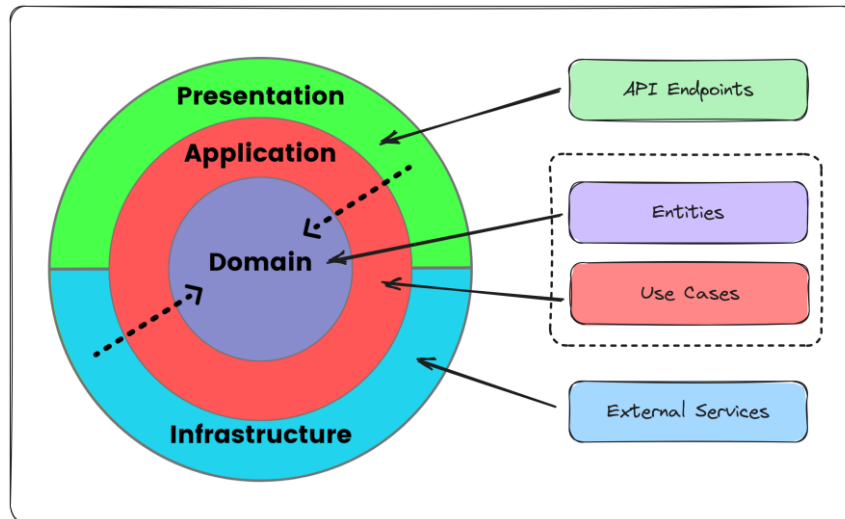 Presentation
Application
Domain
Infrastructure
API Endpoints
Entities
Use Cases
External Services